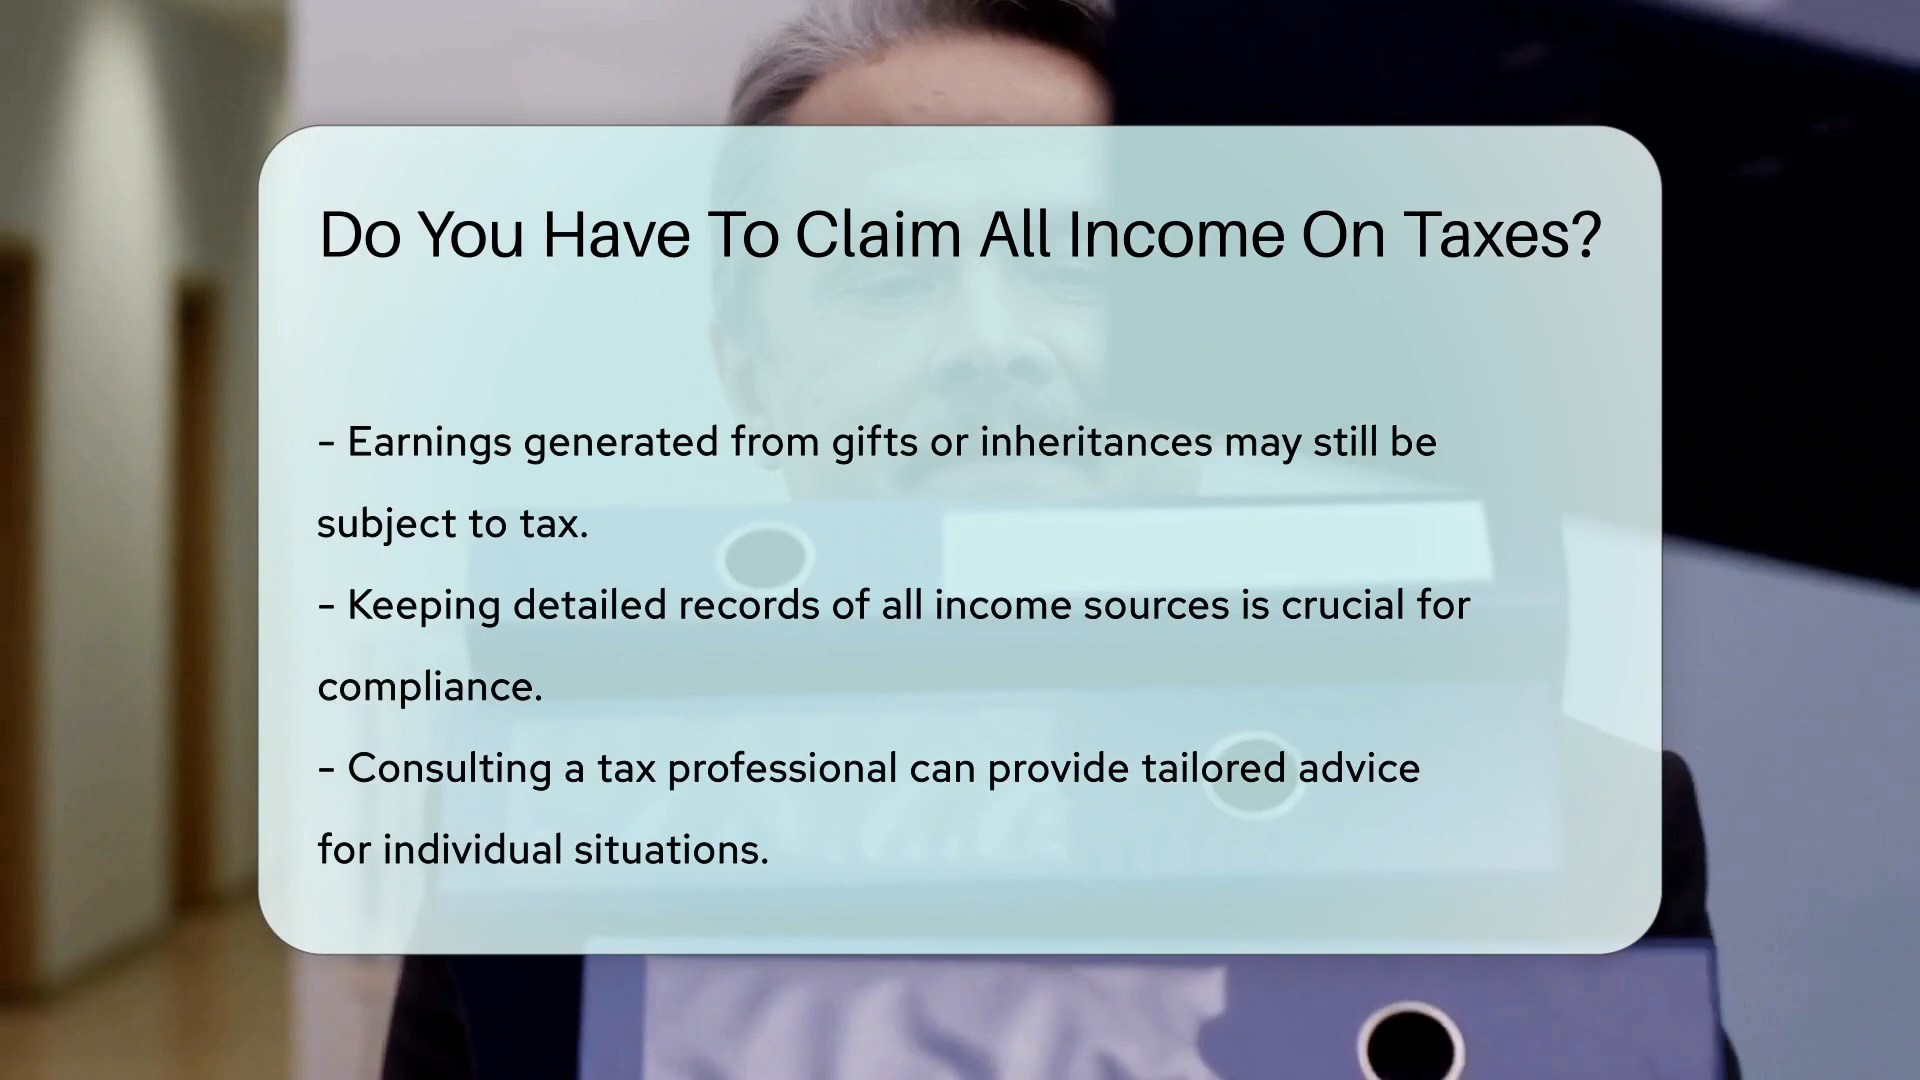 Do You Have To Claim All Income On Taxes?
- Earnings generated from gifts or inheritances may still be
subject to tax.
- Keeping detailed records of all income sources is crucial for
compliance.
- Consulting a tax professional can provide tailored advice
for individual situations.